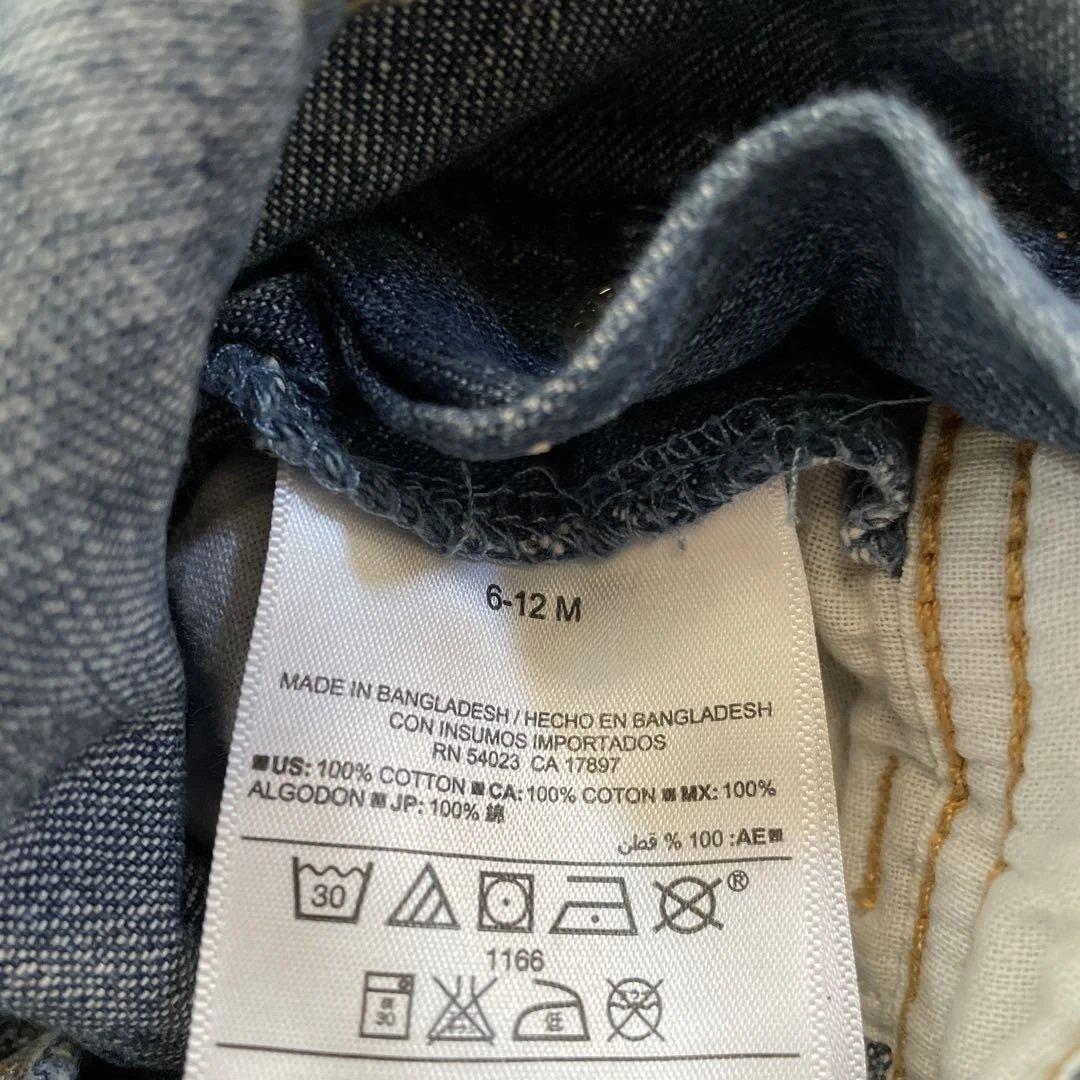 6-12 M
MADE IN BANGLADESH / HECHO EN BANGLADESH
CON INSUMOS IMPORTADOS
RN 54023 CA 17897
■US: 100% COTTON ■ CA:100% COTON ■ MX: 100%
ALGODON ■ JP: 100% 綿
■AE: 100 % قطن
30
®
1166
30
低